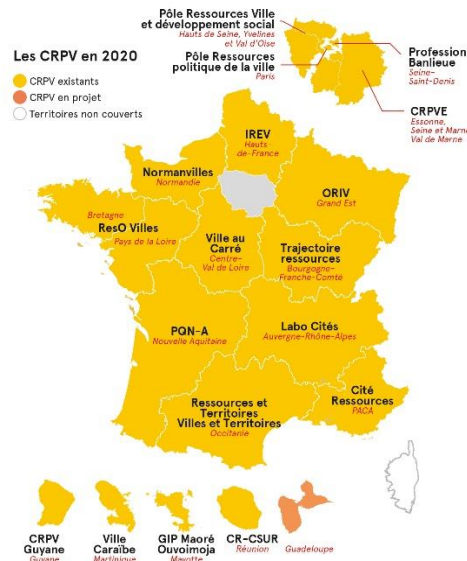 Pôle Ressources Ville
et développement social
Hauts de Seine, Yvelines
et Val d'Oise
Pôle Ressources
politique de la ville
Paris
Profession
Banlieue
Seine-
Saint-Denis
CRPVE
Essonne,
Seine et Marne
Val de Marne
Les CRPV en 2020
CRPV existants
CRPV en projet
Territoires non couverts
IREV
Hauts-
de-France
Normanvilles
Normandie
ORIV
Grand Est
Bretagne
ResO Villes
Pays de la Loire
Ville au
Carré
Centre-
Val de Loire
Trajectoire
ressources
Bourgogne-
Franche-Comté
PQN-A
Nouvelle Aquitaine
Labo Cités
Auvergne-Rhône-Alpes
Cité
Ressources
PACA
Ressources et
Territoires
Villes et Territoires
Occitanie
CRPV
Guyane
Guyane
Ville
Caraïbe
Martinique
GIP Maoré
Ouvoimoja
Mayotte
CR-CSUR
Réunion
Guadeloupe